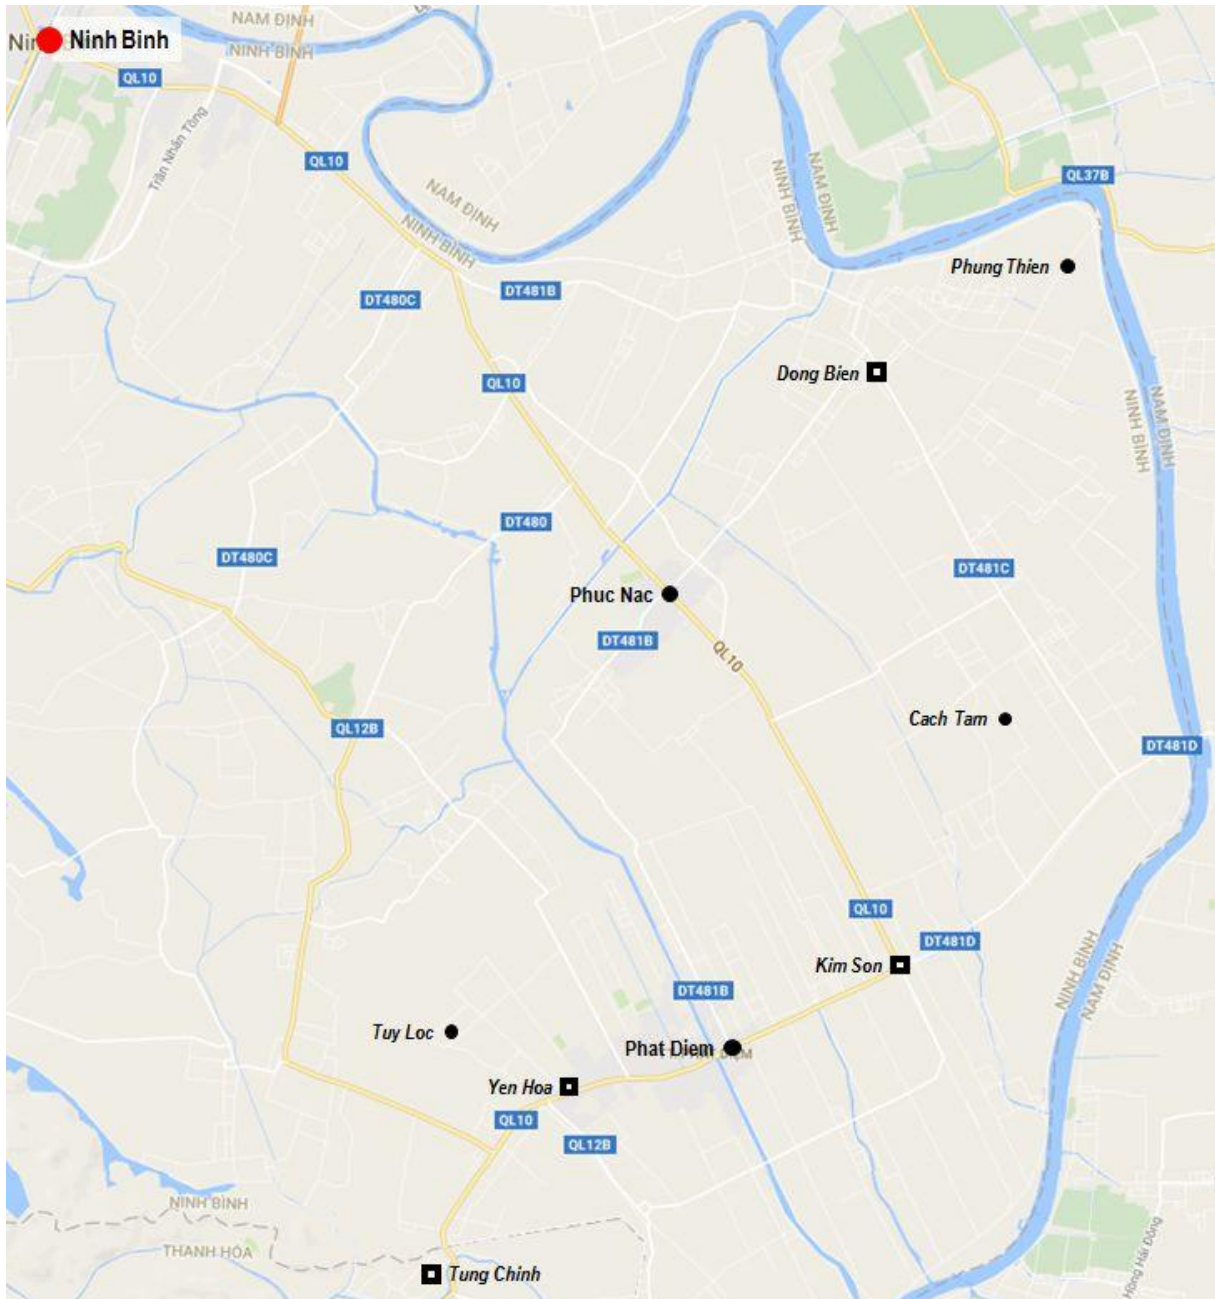 NAM ĐỊNH
Nin
Ninh Binh
NINH BÌNH
QL10
Trần Nhân Tông
QL10
NAM ĐỊNH
NINH BÌNH
NAM ĐỊNH
NINH BÌNH
QL37B
Phung Thien
DT480C
DT481B
Dong Bien
QL10
NAM ĐỊNH
NINH BÌNH
DT480
DT480C
DT481C
Phuc Nac
DT481B
QL10
Cach Tam
QL12B
DT481D
QL10
DT481D
Kim Son
NINH BÌNH
NAM ĐỊNH
DT481B
Tuy Loc
Phat Diem
Yen Hoa
QL10
QL12B
NINH BÌNH
THANH HÓA
Tung Chinh